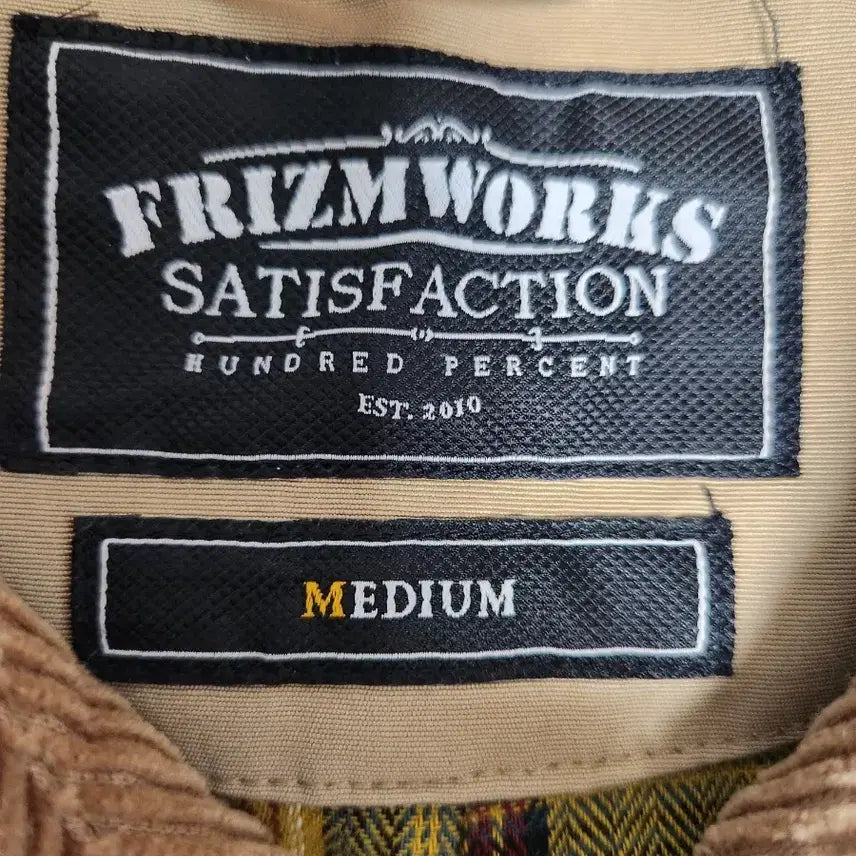 FRIZMWORKS
SATISFACTION
HUNDRED PERCENT
EST. 2010
MEDIUM